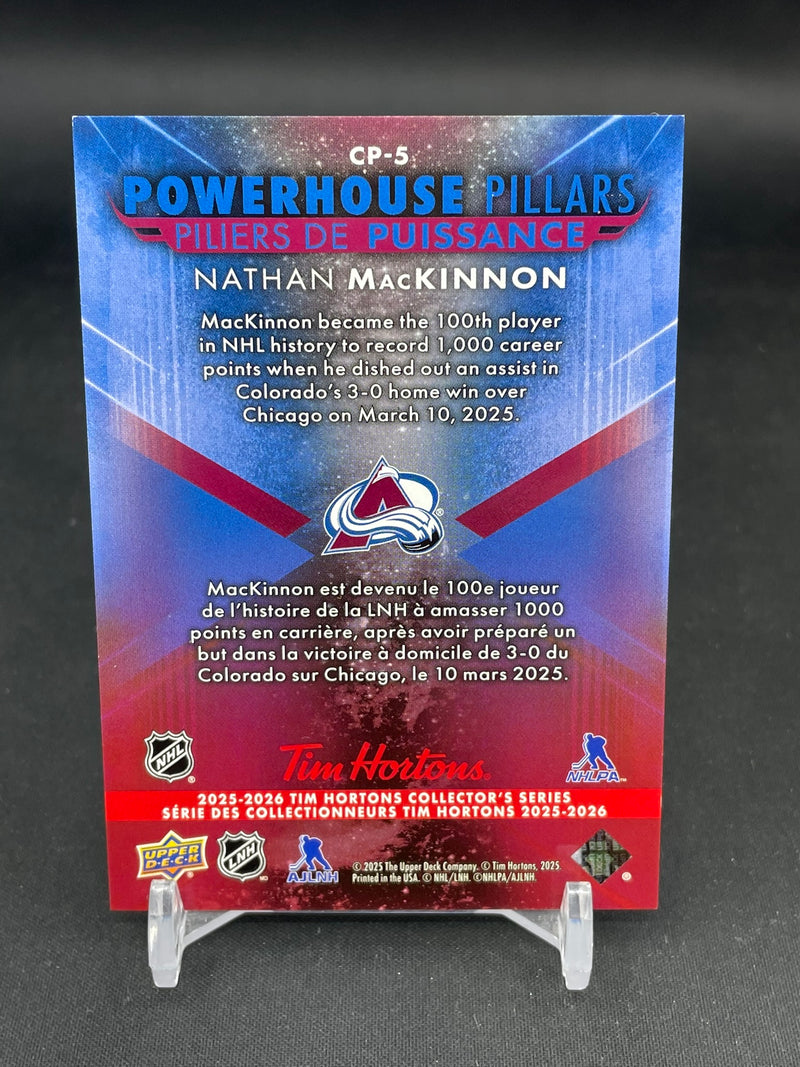 CP-5
POWERHOUSE PILLARS
PILIERS DE PUISSANCE
NATHAN MACKINNON
MacKinnon became the 100th player
in NHL history to record 1,000 career
points when he dished out an assist in
Colorado's 3-0 home win over
Chicago on March 10, 2025.
A ®
MacKinnon est devenu le 100e joueur
de l'histoire de la LNH à amasser 1000
points en carrière, après avoir préparé un
but dans la victoire à domicile de 3-0 du
Colorado sur Chicago, le 10 mars 2025.
NHL ® Tim Hortons® NHLPA™
2025-2026 TIM HORTONS COLLECTOR'S SERIES
SÉRIE DES COLLECTIONNEURS TIM HORTONS 2025-2026
UPPER DECK LNH MD AJLNH
© 2025 The Upper Deck Company. © Tim Hortons, 2025.
Printed in the USA. © NHL/LNH. ©NHLPA/AJLNH.
®